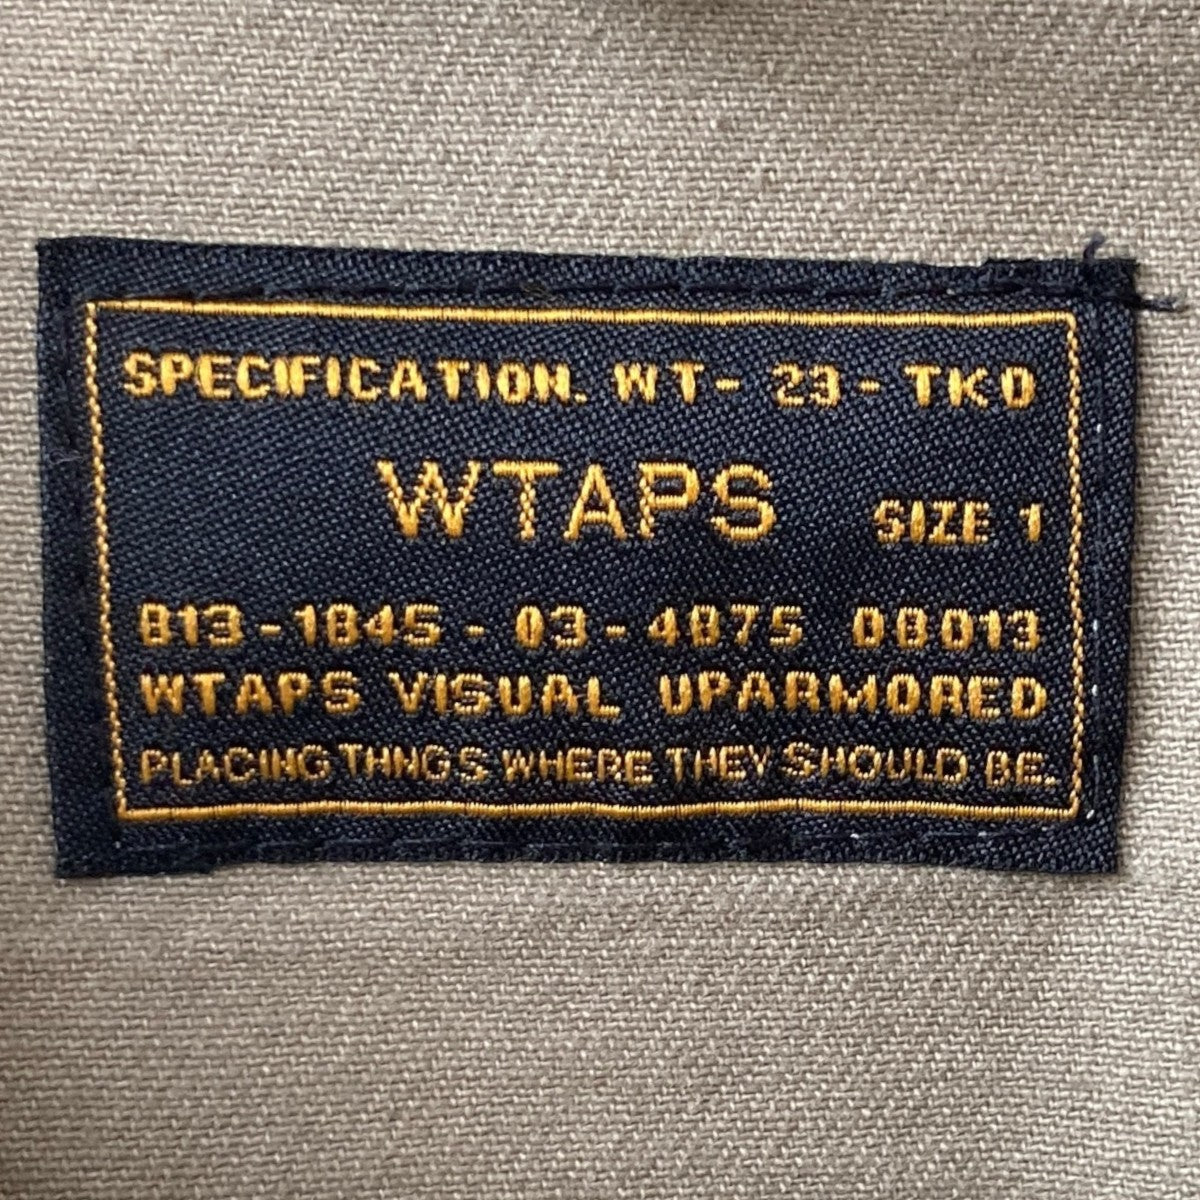 SPECIFICATION. WT-23-TKO
WTAPS
SIZE 1
813-1845-03-4875 08013
WTAPS VISUAL UPARMORED
PLACING THNGS WHERE THEY SHOULD BE.